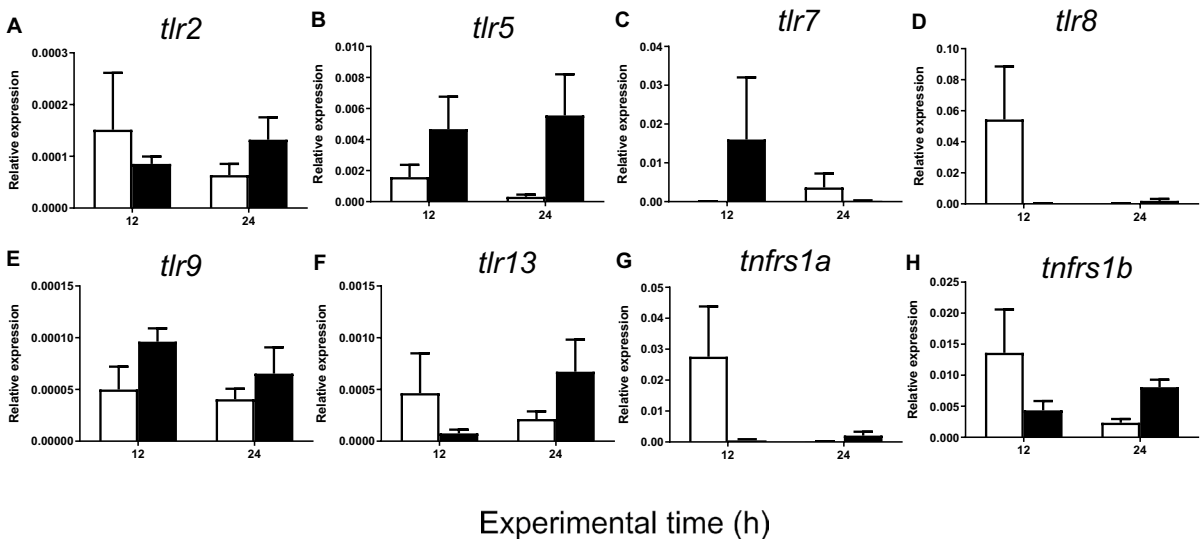 A
tlr2
Relative expression
0.0003
0.0002
0.0001
0.0000
12
24
B
tlr5
Relative expression
0.010
0.008
0.006
0.004
0.002
0.000
12
24
C
tlr7
Relative expression
0.04
0.03
0.02
0.01
0.00
12
24
D
tlr8
Relative expression
0.10
0.08
0.06
0.04
0.02
0.00
12
24
E
tlr9
Relative expression
0.00015
0.00010
0.00005
0.00000
12
24
F
tlr13
Relative expression
0.0015
0.0010
0.0005
0.0000
12
24
G
tnfrs1a
Relative expression
0.05
0.04
0.03
0.02
0.01
0.00
12
24
H
tnfrs1b
Relative expression
0.025
0.020
0.015
0.010
0.005
0.000
12
24
Experimental time (h)